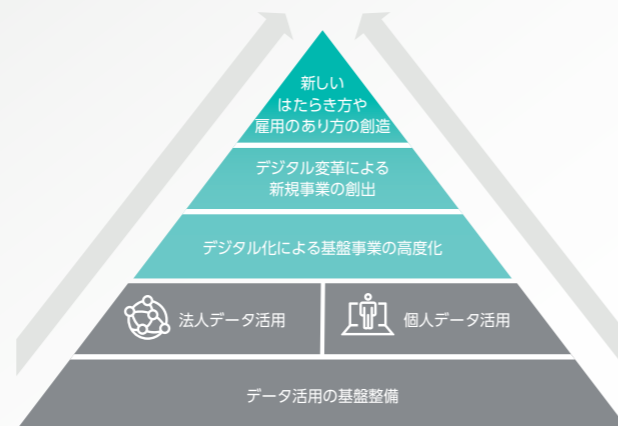 新しい
はたらき方や
雇用のあり方の創造
デジタル変革による
新規事業の創出
デジタル化による基盤事業の高度化
法人データ活用
個人データ活用
データ活用の基盤整備